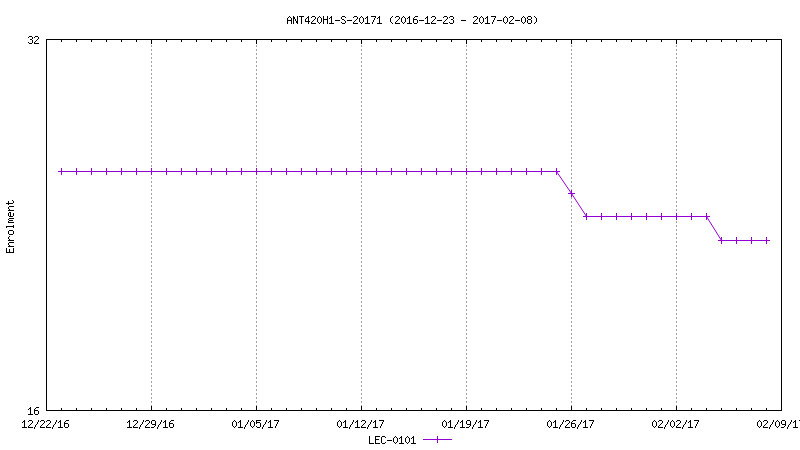 ANT420H1-S-20171 (2016-12-23 - 2017-02-08)
32
Enrolment
16
12/22/16 12/29/16 01/05/17 01/12/17 01/19/17 01/26/17 02/02/17 02/09/1
LEC-0101